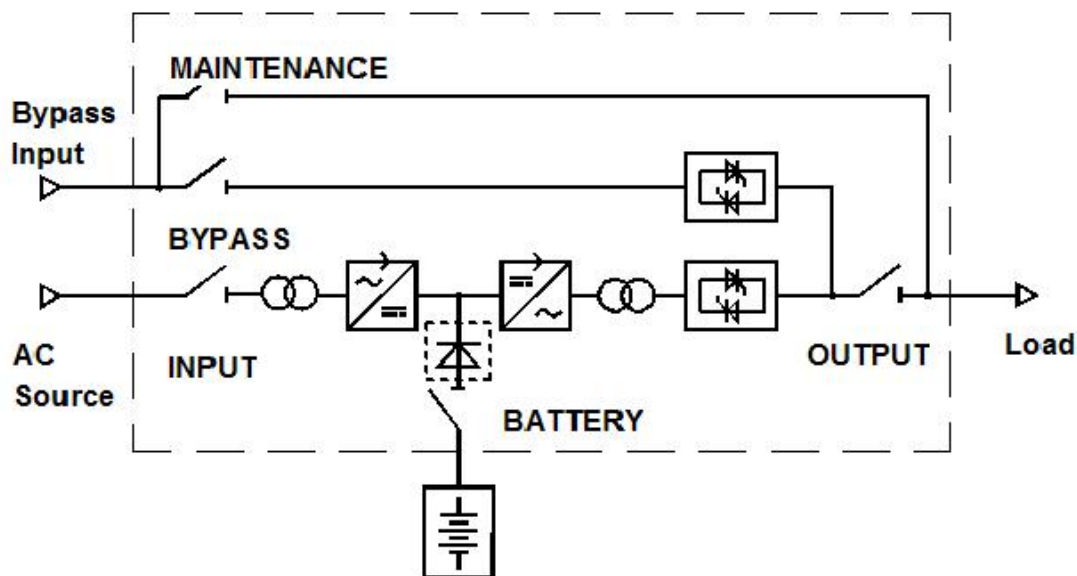 MAINTENANCE
Bypass
Input
BYPASS
AC
Source
INPUT
OUTPUT
Load
BATTERY